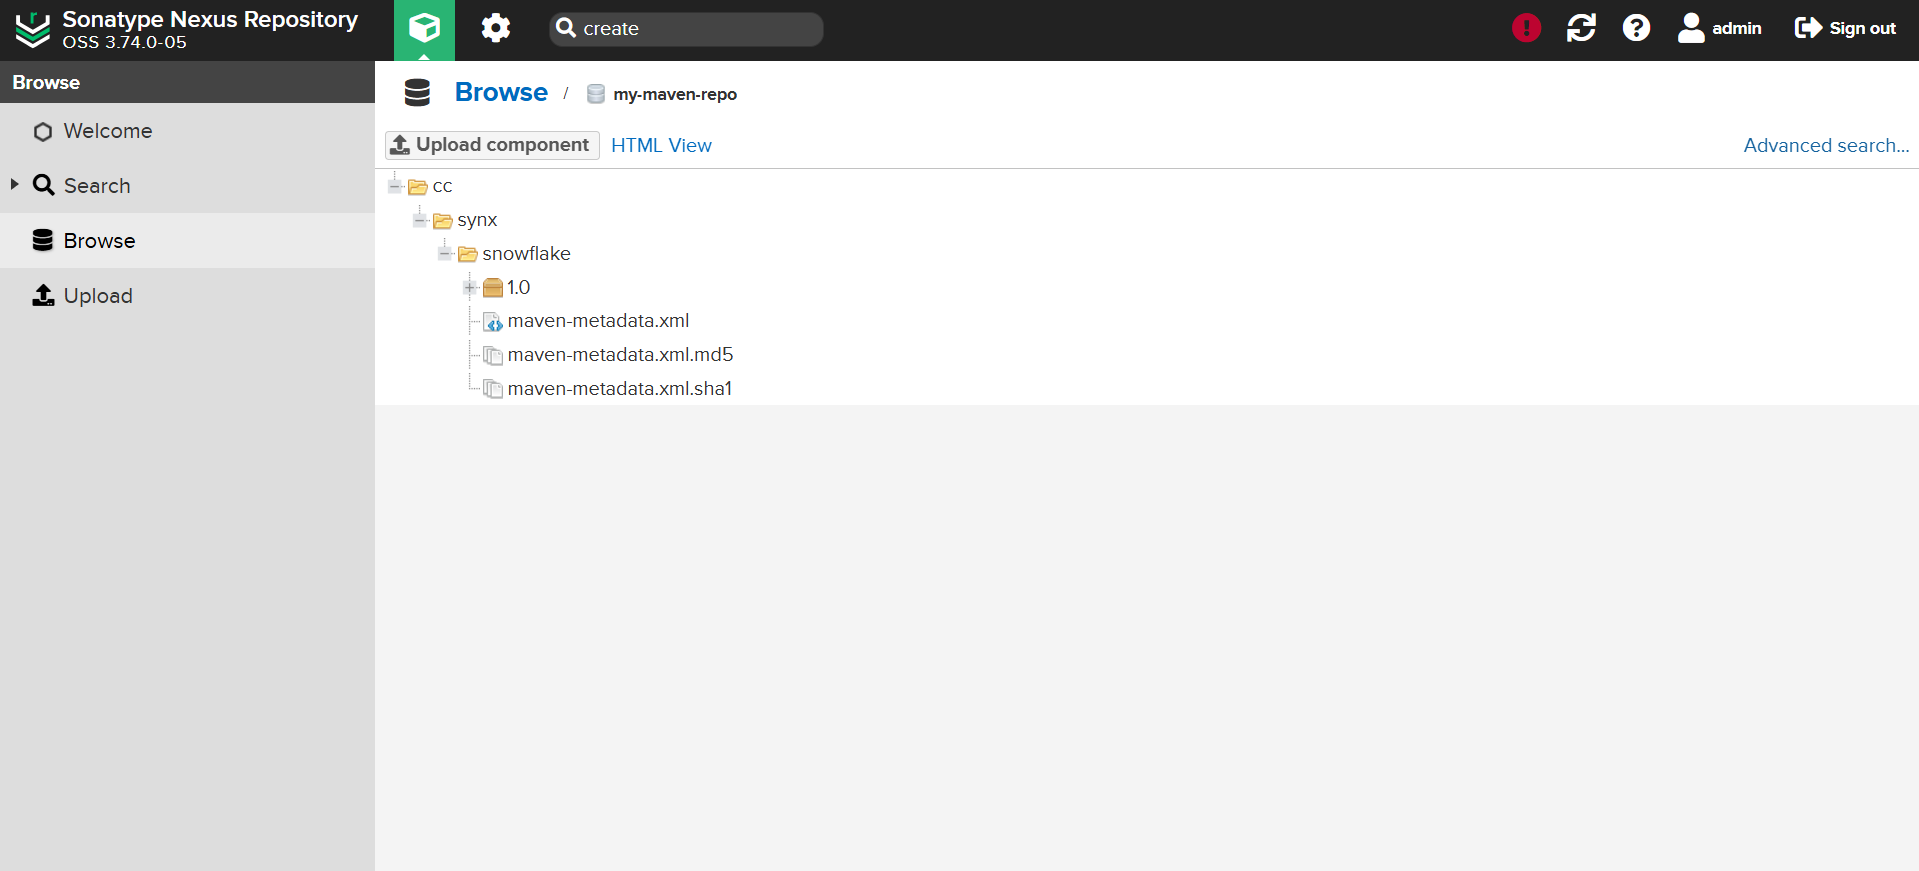 Sonatype Nexus Repository
OSS 3.74.0-05
create
admin
Sign out
Browse
Welcome
Search
Browse
Upload
Browse / my-maven-repo
Upload component
HTML View
Advanced search...
cc
synx
snowflake
1.0
maven-metadata.xml
maven-metadata.xml.md5
maven-metadata.xml.sha1